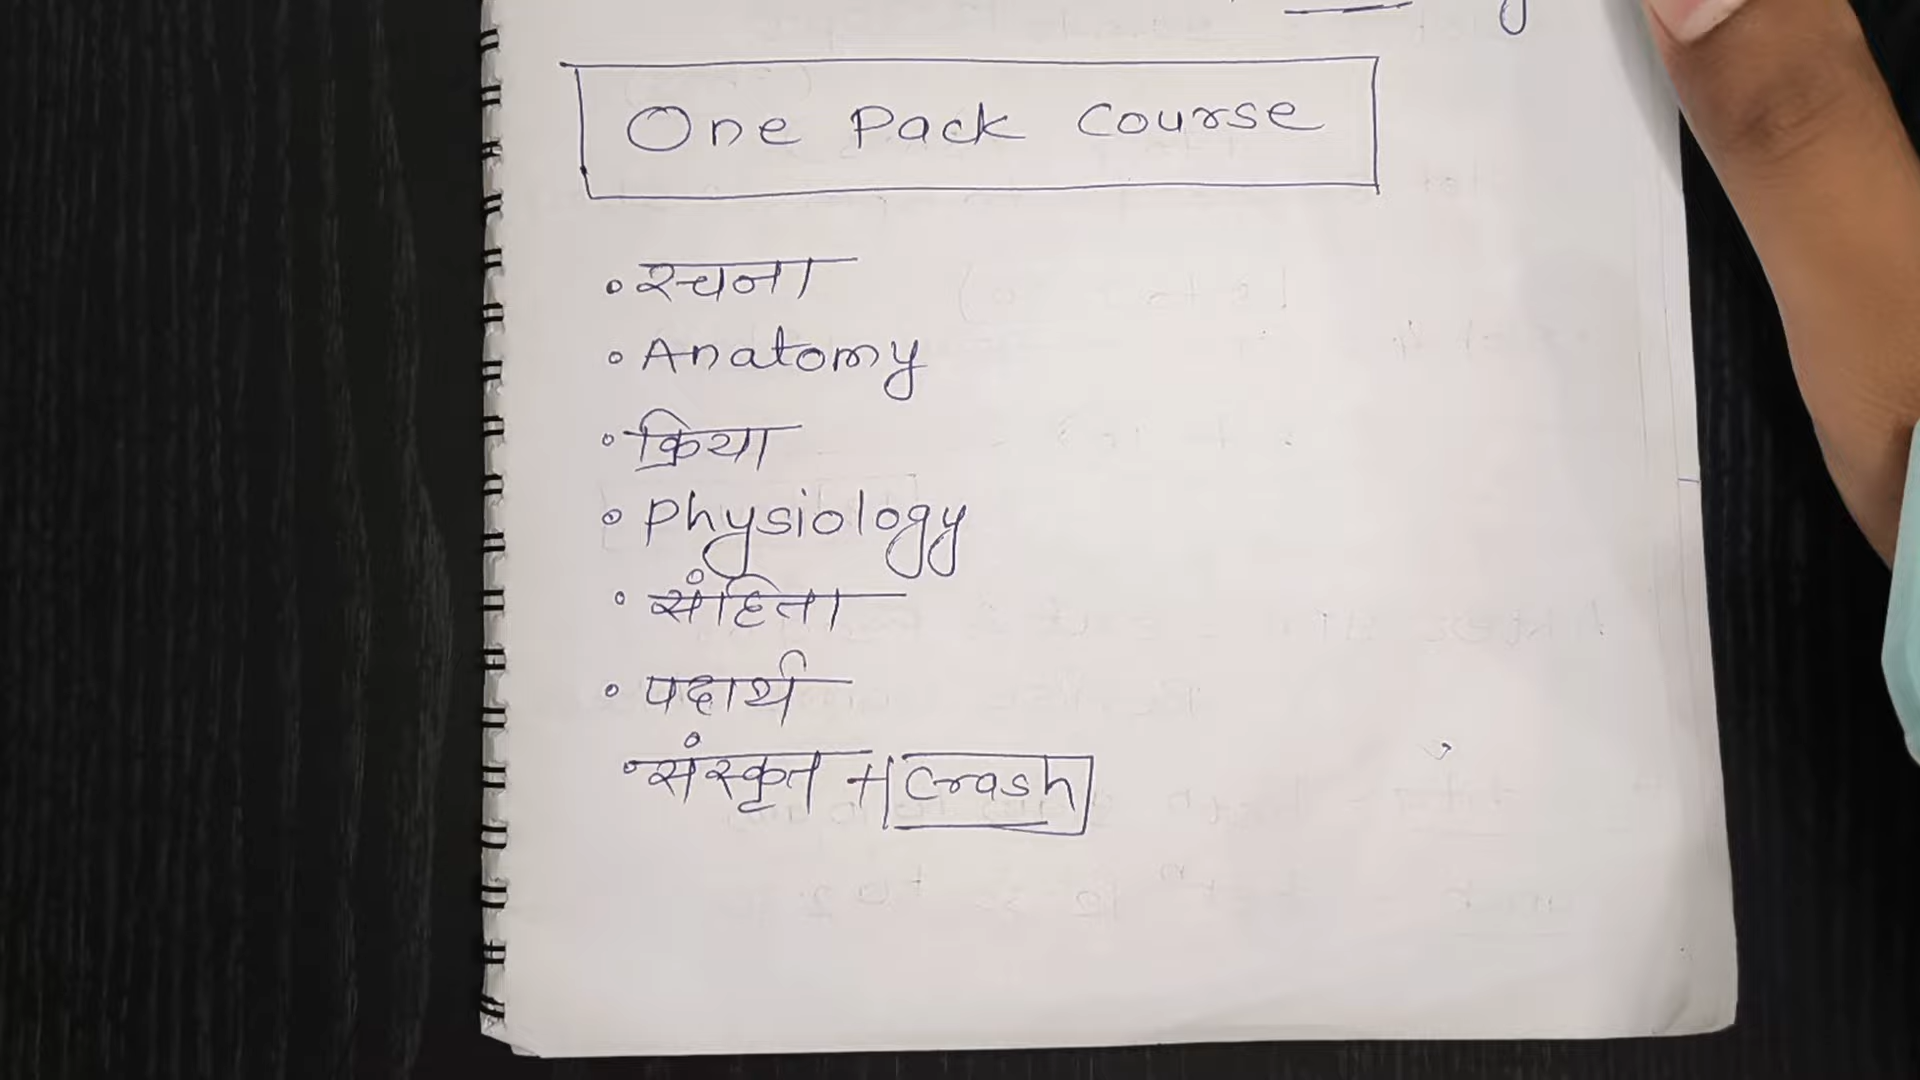 One Pack Course
• रचना
• Anatomy
• क्रिया
• Physiology
• संहिता
• पदार्थ
• संस्कृत + Crash